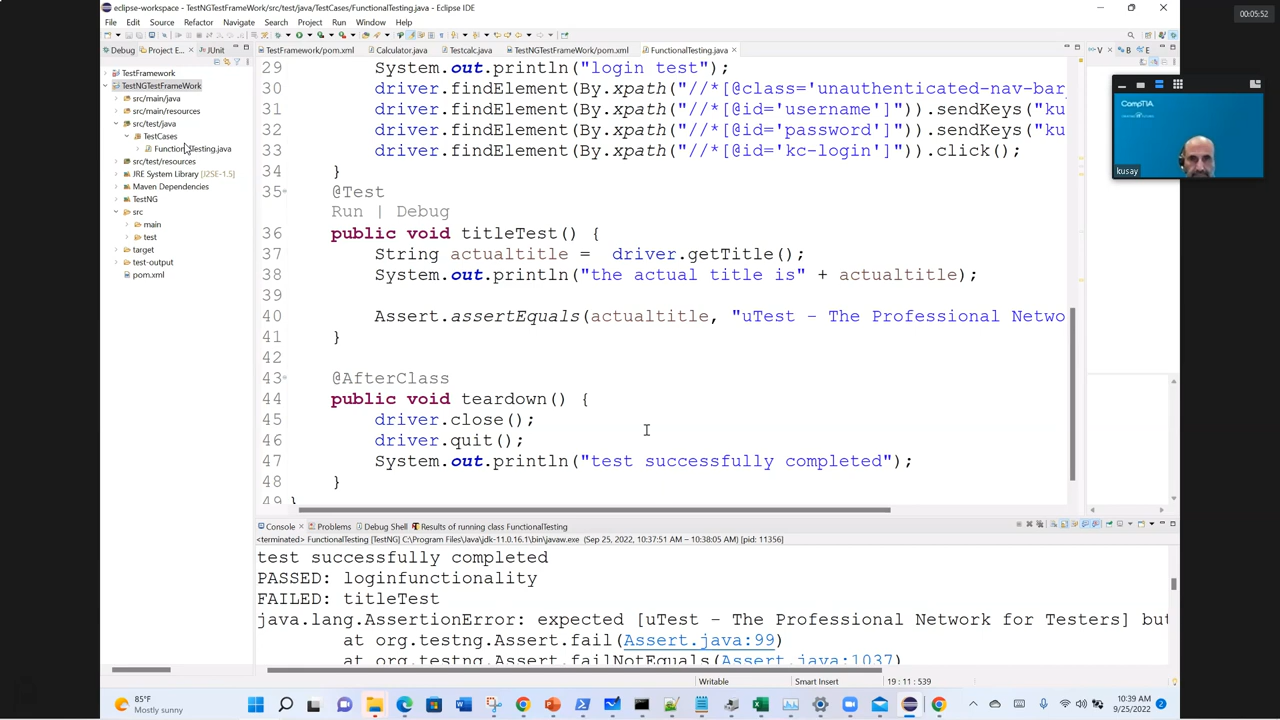 eclipse-workspace - TestNGTestFrameWork/src/test/java/TestCases/FunctionalTesting.java - Eclipse IDE
00:05:52
File Edit Source Refactor Navigate Search Project Run Window Help
Debug Project E... JUnit
TestFramework/pom.xml Calculator.java Testcalc.java TestNGTestFrameWork/pom.xml FunctionalTesting.java
V B E
TestFramework
TestNGTestFrameWork
src/main/java
src/main/resources
src/test/java
TestCases
FunctionalTesting.java
src/test/resources
JRE System Library [J2SE-1.5]
Maven Dependencies
TestNG
src
main
test
target
test-output
pom.xml
29 System.out.println("login test");
30 driver.findElement(By.xpath("//*[@class='unauthenticated-nav-bar
31 driver.findElement(By.xpath("//*[@id='username']")).sendKeys("ku
32 driver.findElement(By.xpath("//*[@id='password']")).sendKeys("ku
33 driver.findElement(By.xpath("//*[@id='kc-login']")).click();
34 }
35 @Test
Run | Debug
36 public void titleTest() {
37 String actualtitle = driver.getTitle();
38 System.out.println("the actual title is" + actualtitle);
39
40 Assert.assertEquals(actualtitle, "uTest - The Professional Netwo
41 }
42
43 @AfterClass
44 public void teardown() {
45 driver.close();
46 driver.quit();
47 System.out.println("test successfully completed");
48 }
49 }
CompTIA
kusay
Console Problems Debug Shell Results of running class FunctionalTesting
<terminated> FunctionalTesting [TestNG] C:\Program Files\Java\jdk-11.0.16.1\bin\javaw.exe (Sep 25, 2022, 10:37:51 AM – 10:38:05 AM) [pid: 11356]
test successfully completed
PASSED: loginfunctionality
FAILED: titleTest
java.lang.AssertionError: expected [uTest - The Professional Network for Testers] but
at org.testng.Assert.fail(Assert.java:99)
at org.testng.Assert.failNotEquals(Assert.java:1037)
Writable Smart Insert 19 : 11 : 539
85°F
Mostly sunny
10:39 AM
9/25/2022